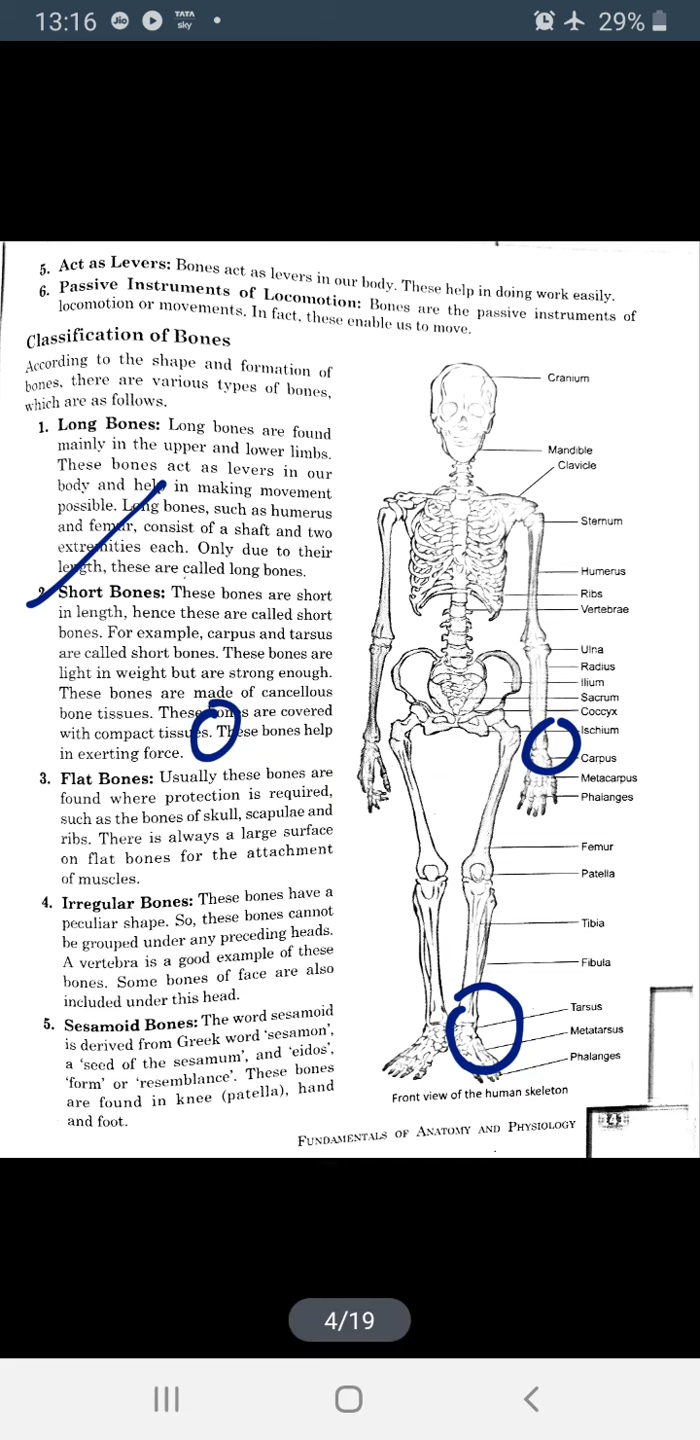 13:16 Jio TATA sky 29%
5. Act as Levers: Bones act as levers in our body. These help in doing work easily.
6. Passive Instruments of Locomotion: Bones are the passive instruments of
locomotion or movements. In fact, these enable us to move.
Classification of Bones
According to the shape and formation of
bones, there are various types of bones,
which are as follows.
1. Long Bones: Long bones are found
mainly in the upper and lower limbs.
These bones act as levers in our
body and help in making movement
possible. Long bones, such as humerus
and femur, consist of a shaft and two
extremities each. Only due to their
length, these are called long bones.
2. Short Bones: These bones are short
in length, hence these are called short
bones. For example, carpus and tarsus
are called short bones. These bones are
light in weight but are strong enough.
These bones are made of cancellous
bone tissues. These bones are covered
with compact tissues. These bones help
in exerting force.
3. Flat Bones: Usually these bones are
found where protection is required,
such as the bones of skull, scapulae and
ribs. There is always a large surface
on flat bones for the attachment
of muscles.
4. Irregular Bones: These bones have a
peculiar shape. So, these bones cannot
be grouped under any preceding heads.
A vertebra is a good example of these
bones. Some bones of face are also
included under this head.
5. Sesamoid Bones: The word sesamoid
is derived from Greek word 'sesamon',
a 'seed of the sesamum', and 'eidos',
'form' or 'resemblance'. These bones
are found in knee (patella), hand
and foot.
Cranium
Mandible
Clavicle
Sternum
Humerus
Ribs
Vertebrae
Ulna
Radius
Ilium
Sacrum
Coccyx
Ischium
Carpus
Metacarpus
Phalanges
Femur
Patella
Tibia
Fibula
Tarsus
Metatarsus
Phalanges
Front view of the human skeleton
FUNDAMENTALS OF ANATOMY AND PHYSIOLOGY 41
4/19